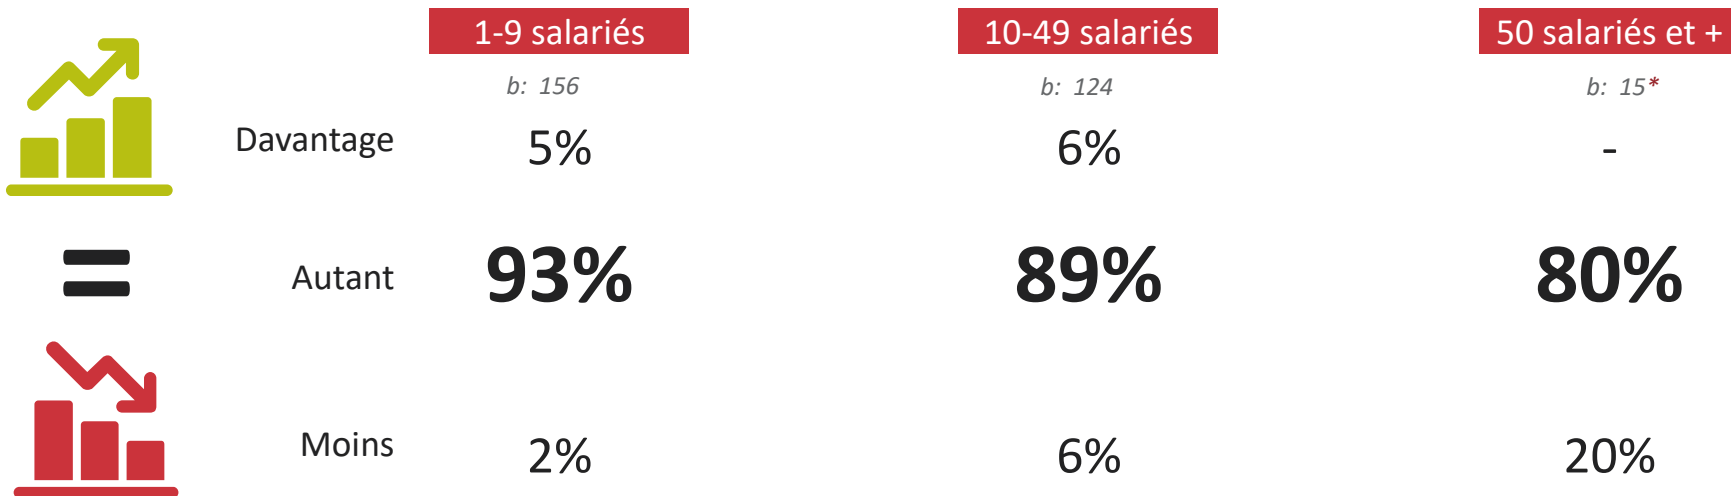 1-9 salariés 10-49 salariés 50 salariés et +
b: 156 b: 124 b: 15*
Davantage 5% 6% -
Autant 93% 89% 80%
Moins 2% 6% 20%